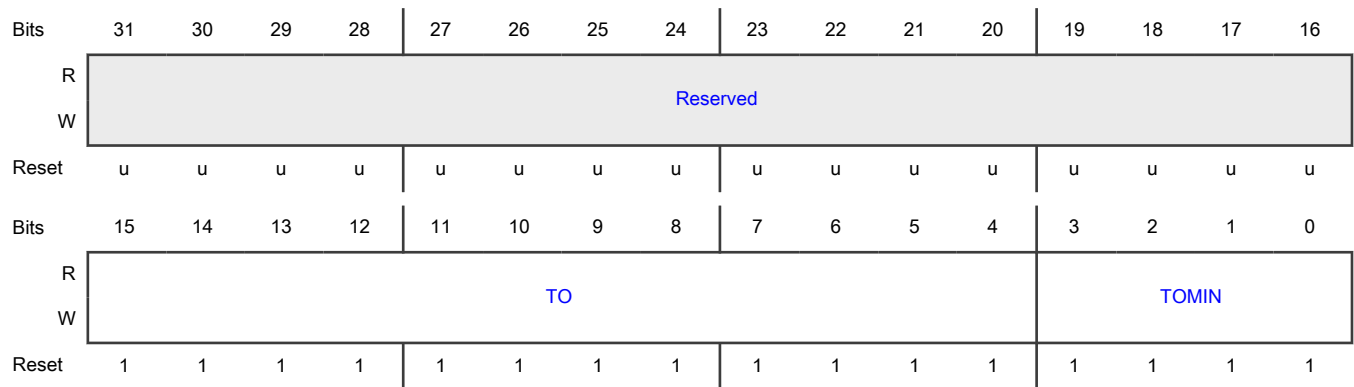 Bits 31 30 29 28 27 26 25 24 23 22 21 20 19 18 17 16
R
Reserved
W
Reset u u u u u u u u u u u u u u u u
Bits 15 14 13 12 11 10 9 8 7 6 5 4 3 2 1 0
R
TO TOMIN
W
Reset 1 1 1 1 1 1 1 1 1 1 1 1 1 1 1 1